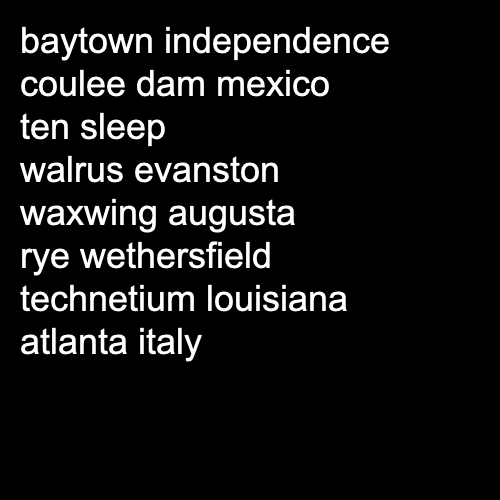 baytown independence
coulee dam mexico
ten sleep
walrus evanston
waxwing augusta
rye wethersfield
technetium louisiana
atlanta italy